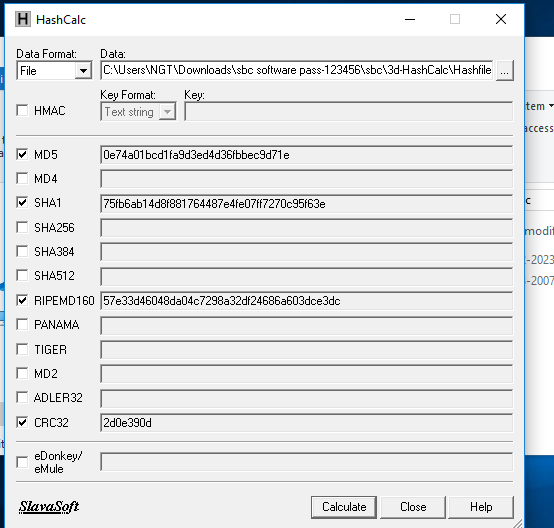 HashCalc
Data Format: Data:
File C:\Users\NGT\Downloads\sbc software pass-123456\sbc\3d-HashCalc\Hashfile ...
Key Format: Key:
HMAC Text string
MD5 0e74a01bcd1fa9d3ed4d36fbbec9d71e
MD4
SHA1 75fb6ab14d8f881764487e4fe07ff7270c95f63e
SHA256
SHA384
SHA512
RIPEMD160 57e33d46048da04c7298a32df24686a603dce3dc
PANAMA
TIGER
MD2
ADLER32
CRC32 2d0e390d
eDonkey/
eMule
SlavaSoft Calculate Close Help
tem
access
c
modif
-2023
-2007